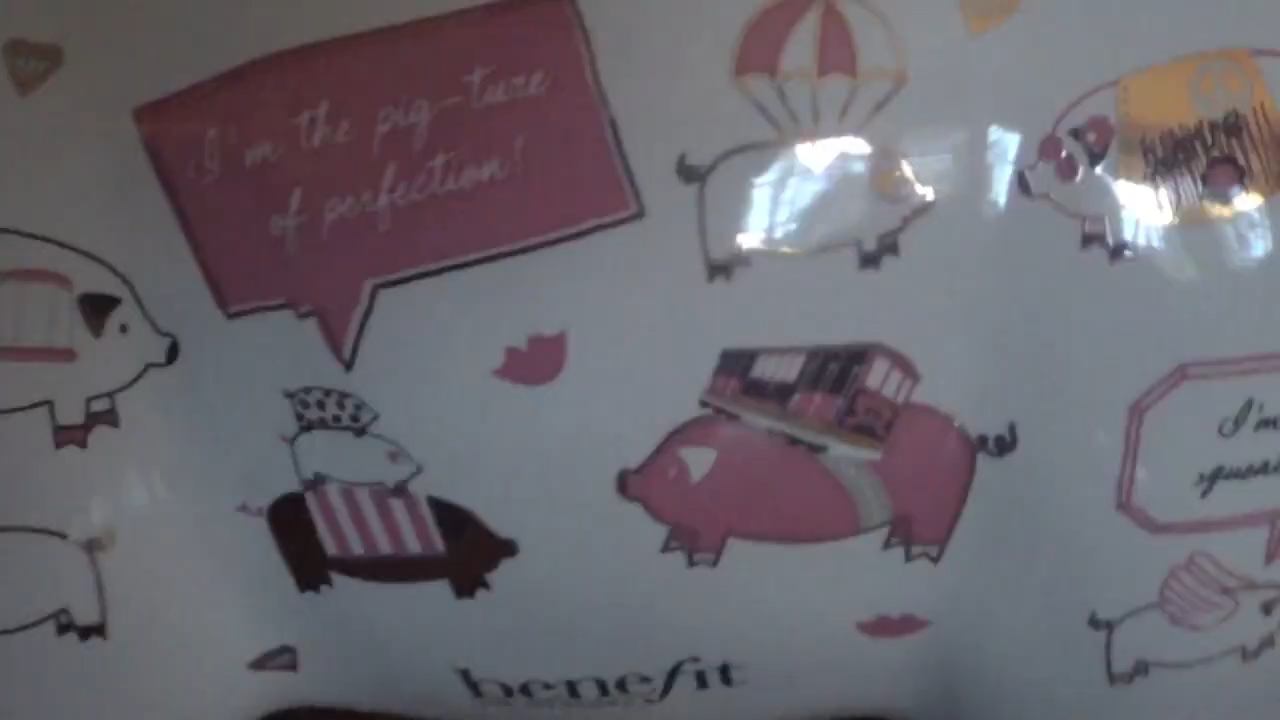 I'm the pig-ture
of perfection!
I'm
benefit